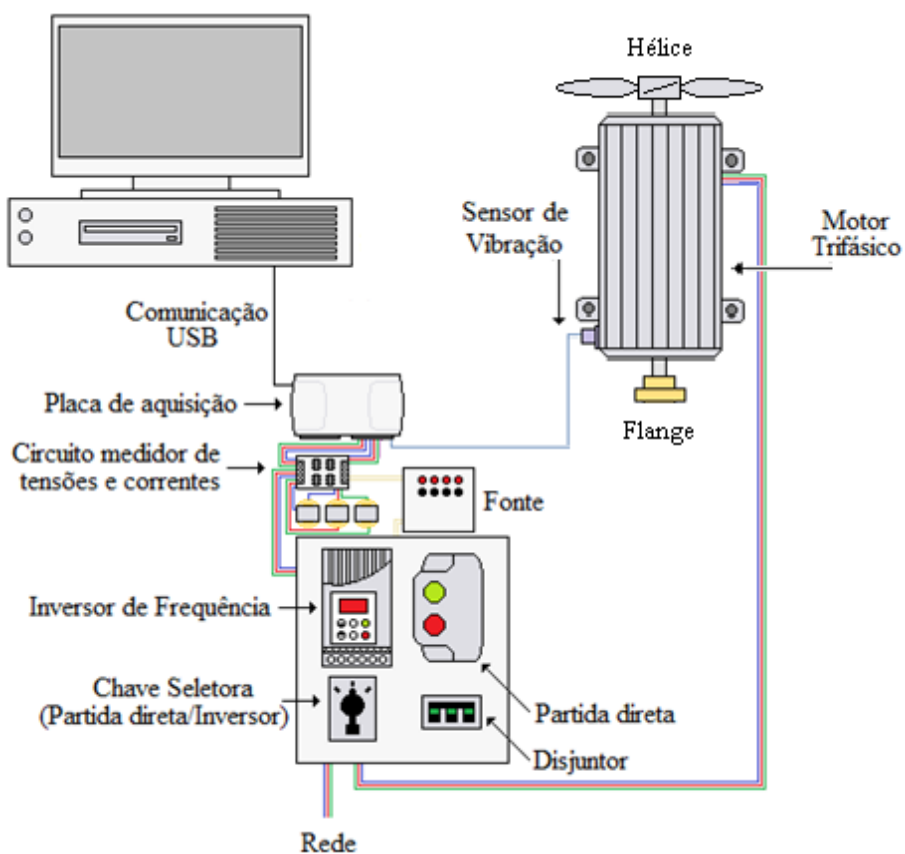 Hélice
Sensor de
Vibração
Motor
Trifásico
Comunicação
USB
Placa de aquisição
Flange
Circuito medidor de
tensões e correntes
Fonte
Inversor de Frequência
Chave Seletora
(Partida direta/Inversor)
Partida direta
Disjuntor
Rede